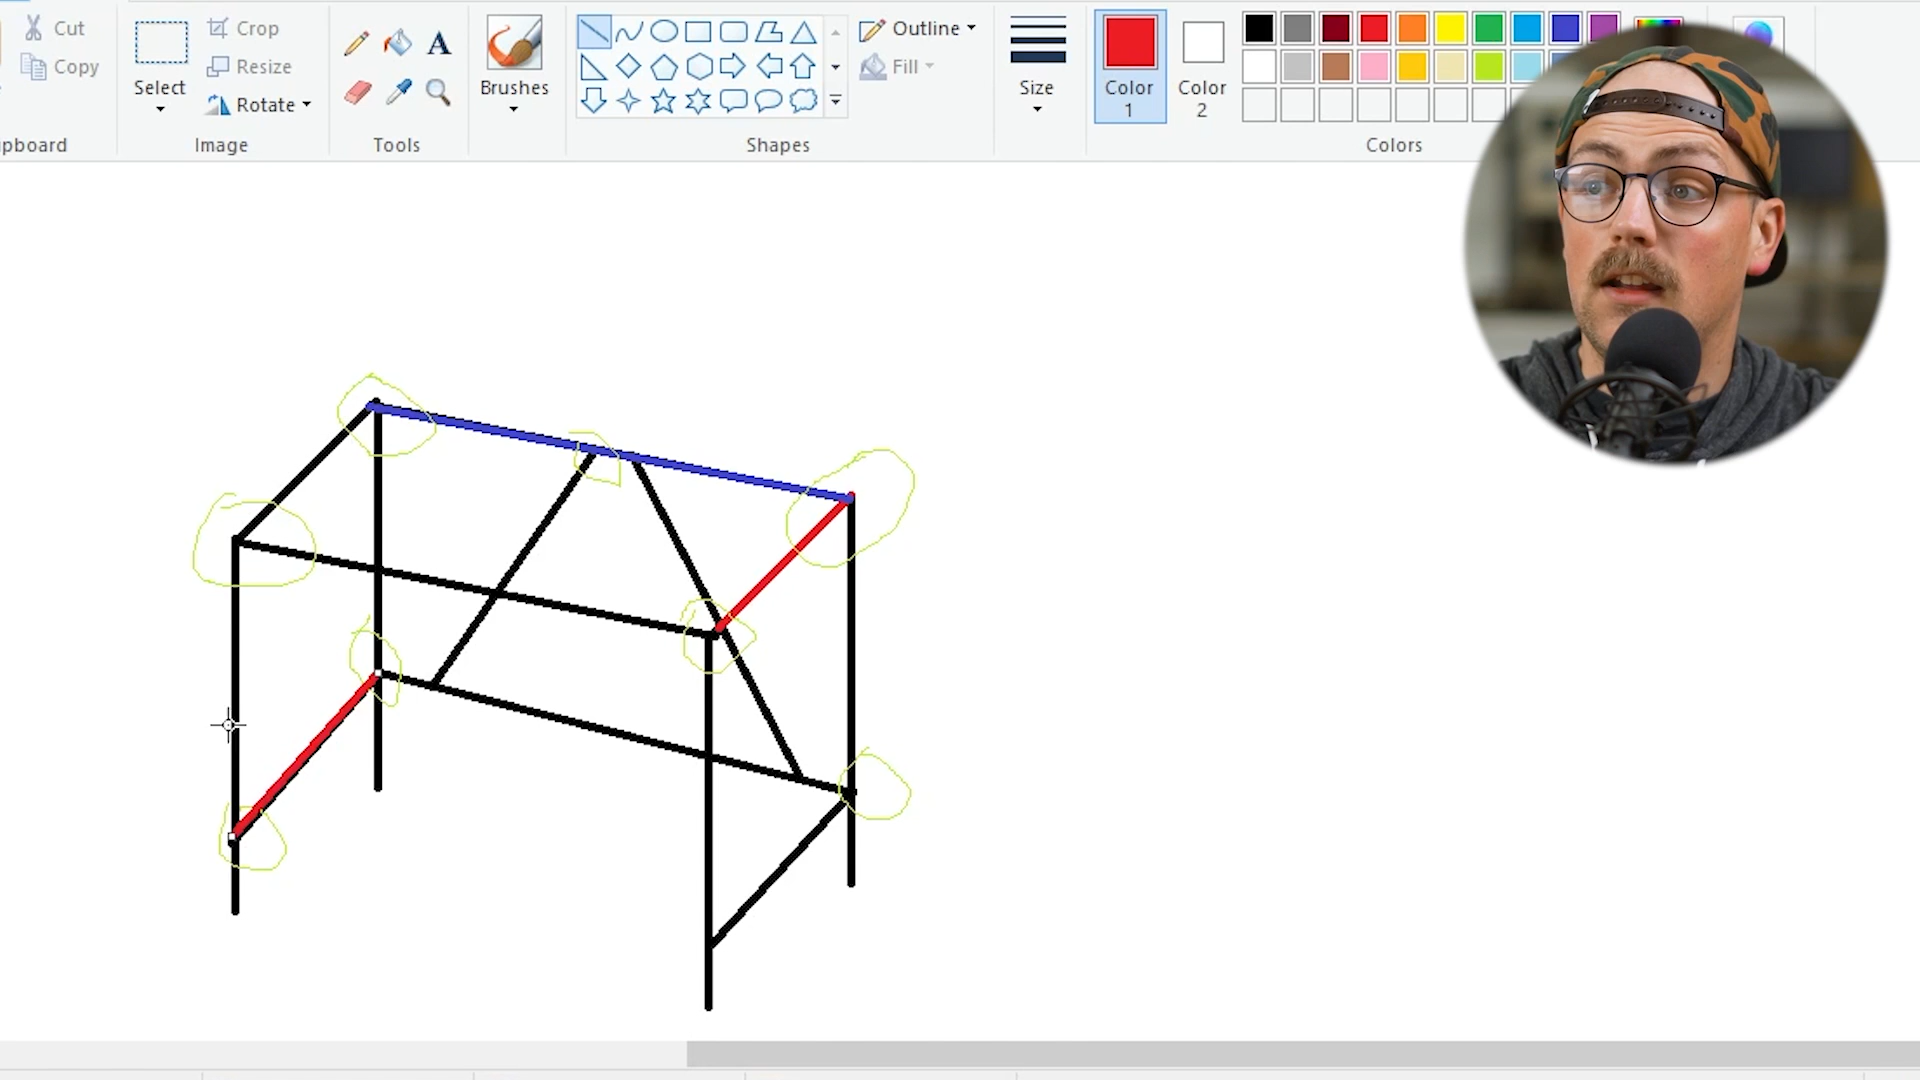 Cut
Copy
pboard
Select
Crop
Resize
Rotate
Image
A
Tools
Brushes
Shapes
Outline
Fill
Size
Color
1
Color
2
Colors